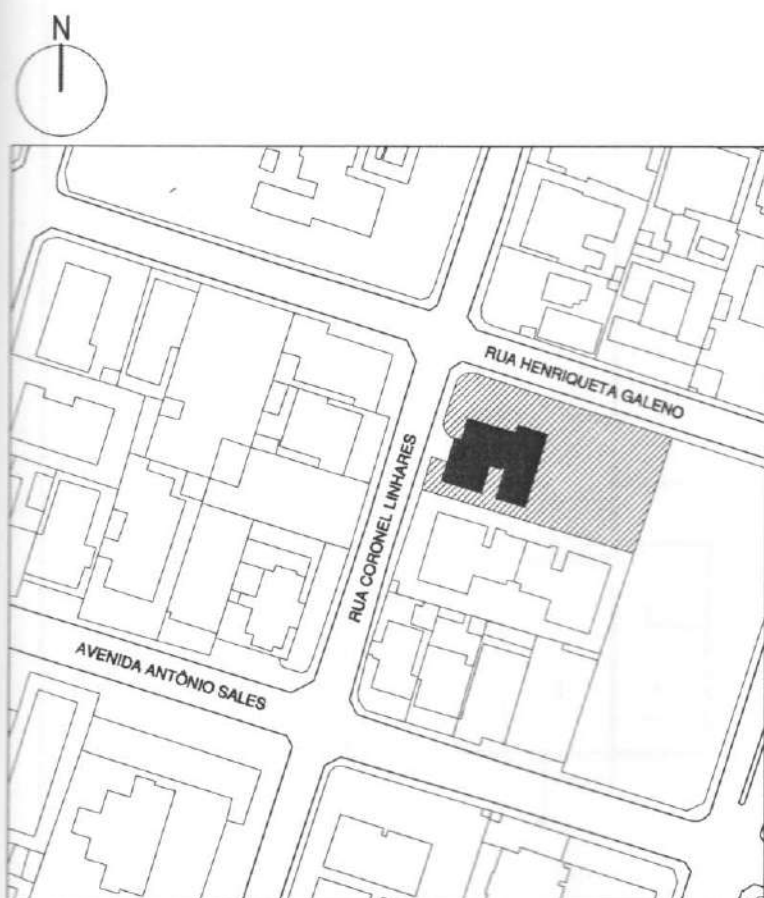 N
RUA HENRIQUETA GALENO
RUA CORONEL LINHARES
AVENIDA ANTÔNIO SALES